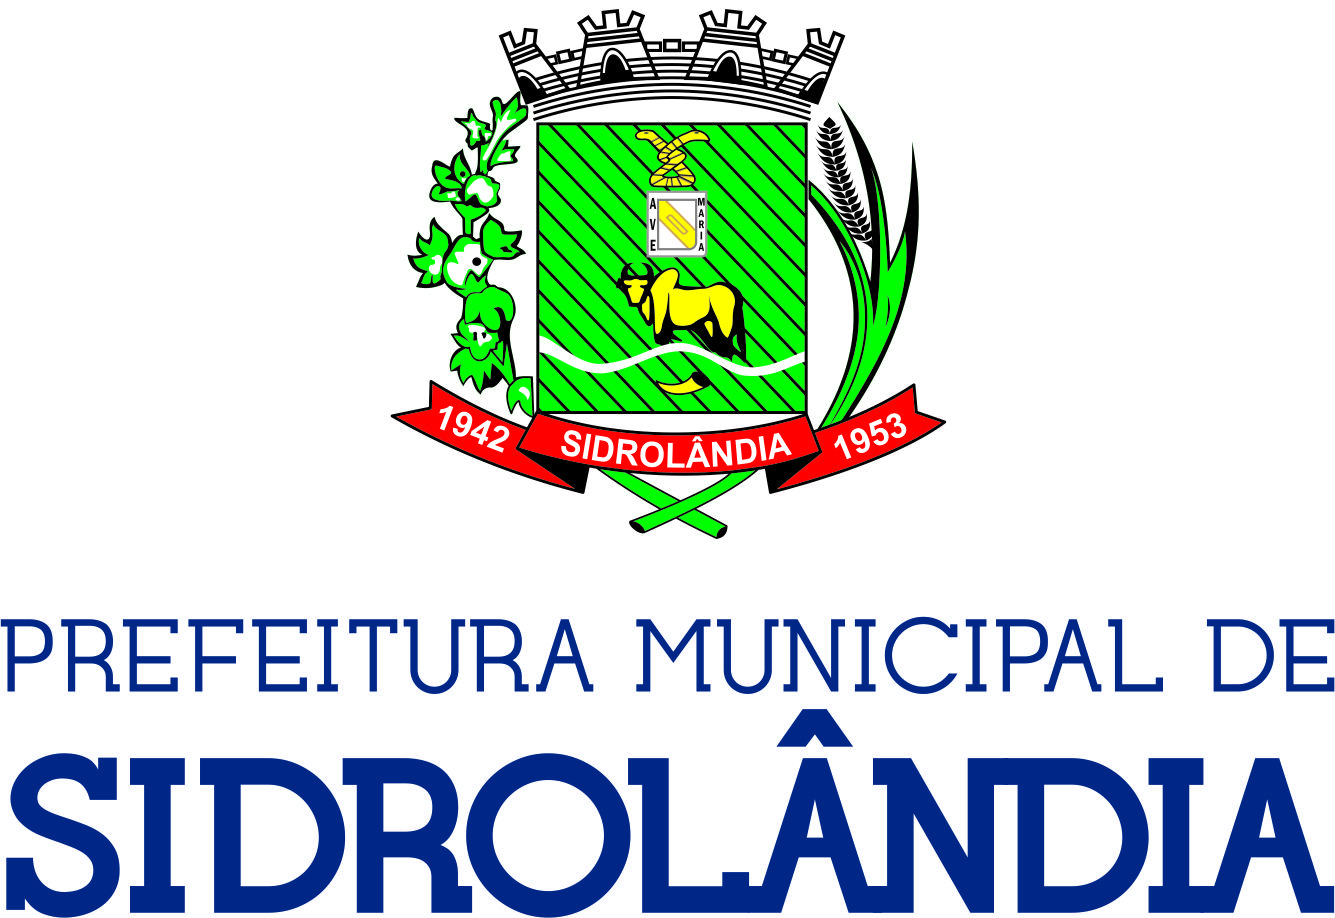 AVE
MARIA
1942
SIDROLÂNDIA
1953
PREFEITURA MUNICIPAL DE
SIDROLÂNDIA